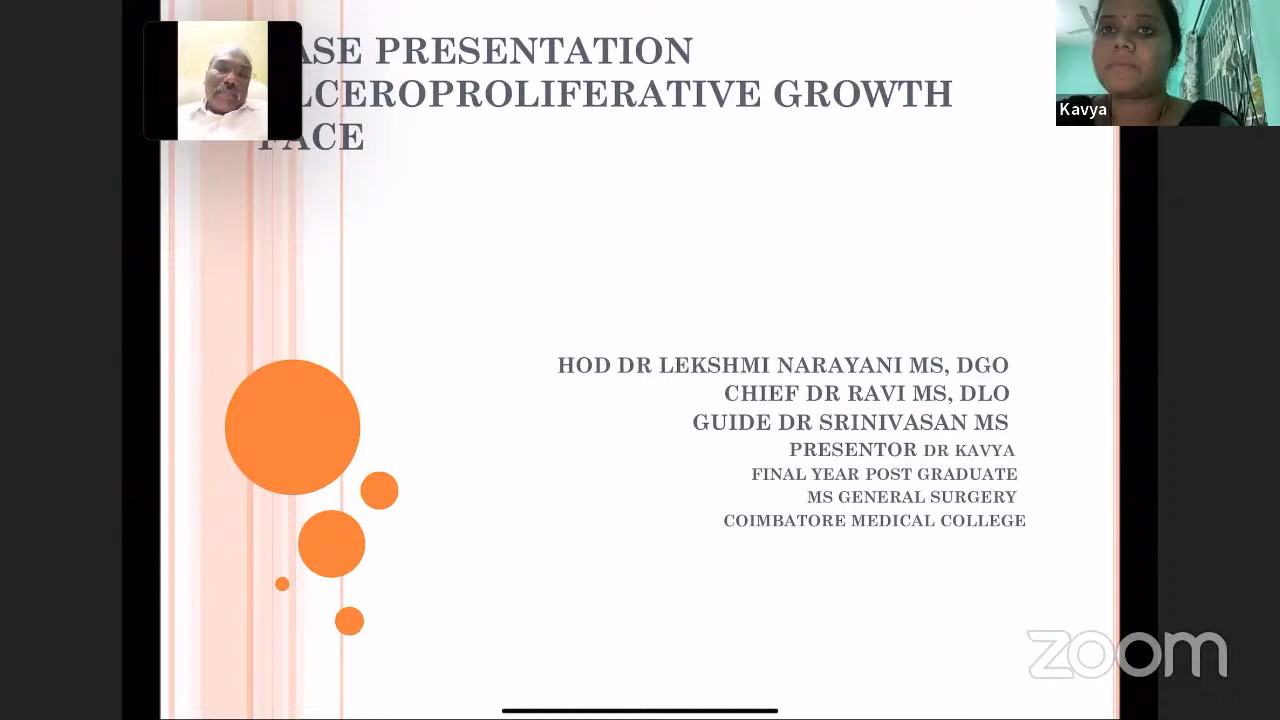 ASE PRESENTATION
LCEROPROLIFERATIVE GROWTH
FACE
Kavya
HOD DR LEKSHMI NARAYANI MS, DGO
CHIEF DR RAVI MS, DLO
GUIDE DR SRINIVASAN MS
PRESENTOR DR KAVYA
FINAL YEAR POST GRADUATE
MS GENERAL SURGERY
COIMBATORE MEDICAL COLLEGE
zoom